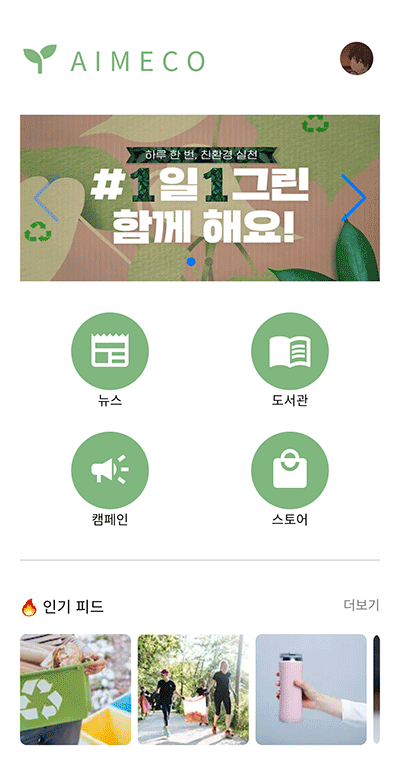 AIMECO
하루 한 번, 친환경 실천
#1일1그린
함께 해요!
뉴스
도서관
캠페인
스토어
🔥 인기 피드
더보기